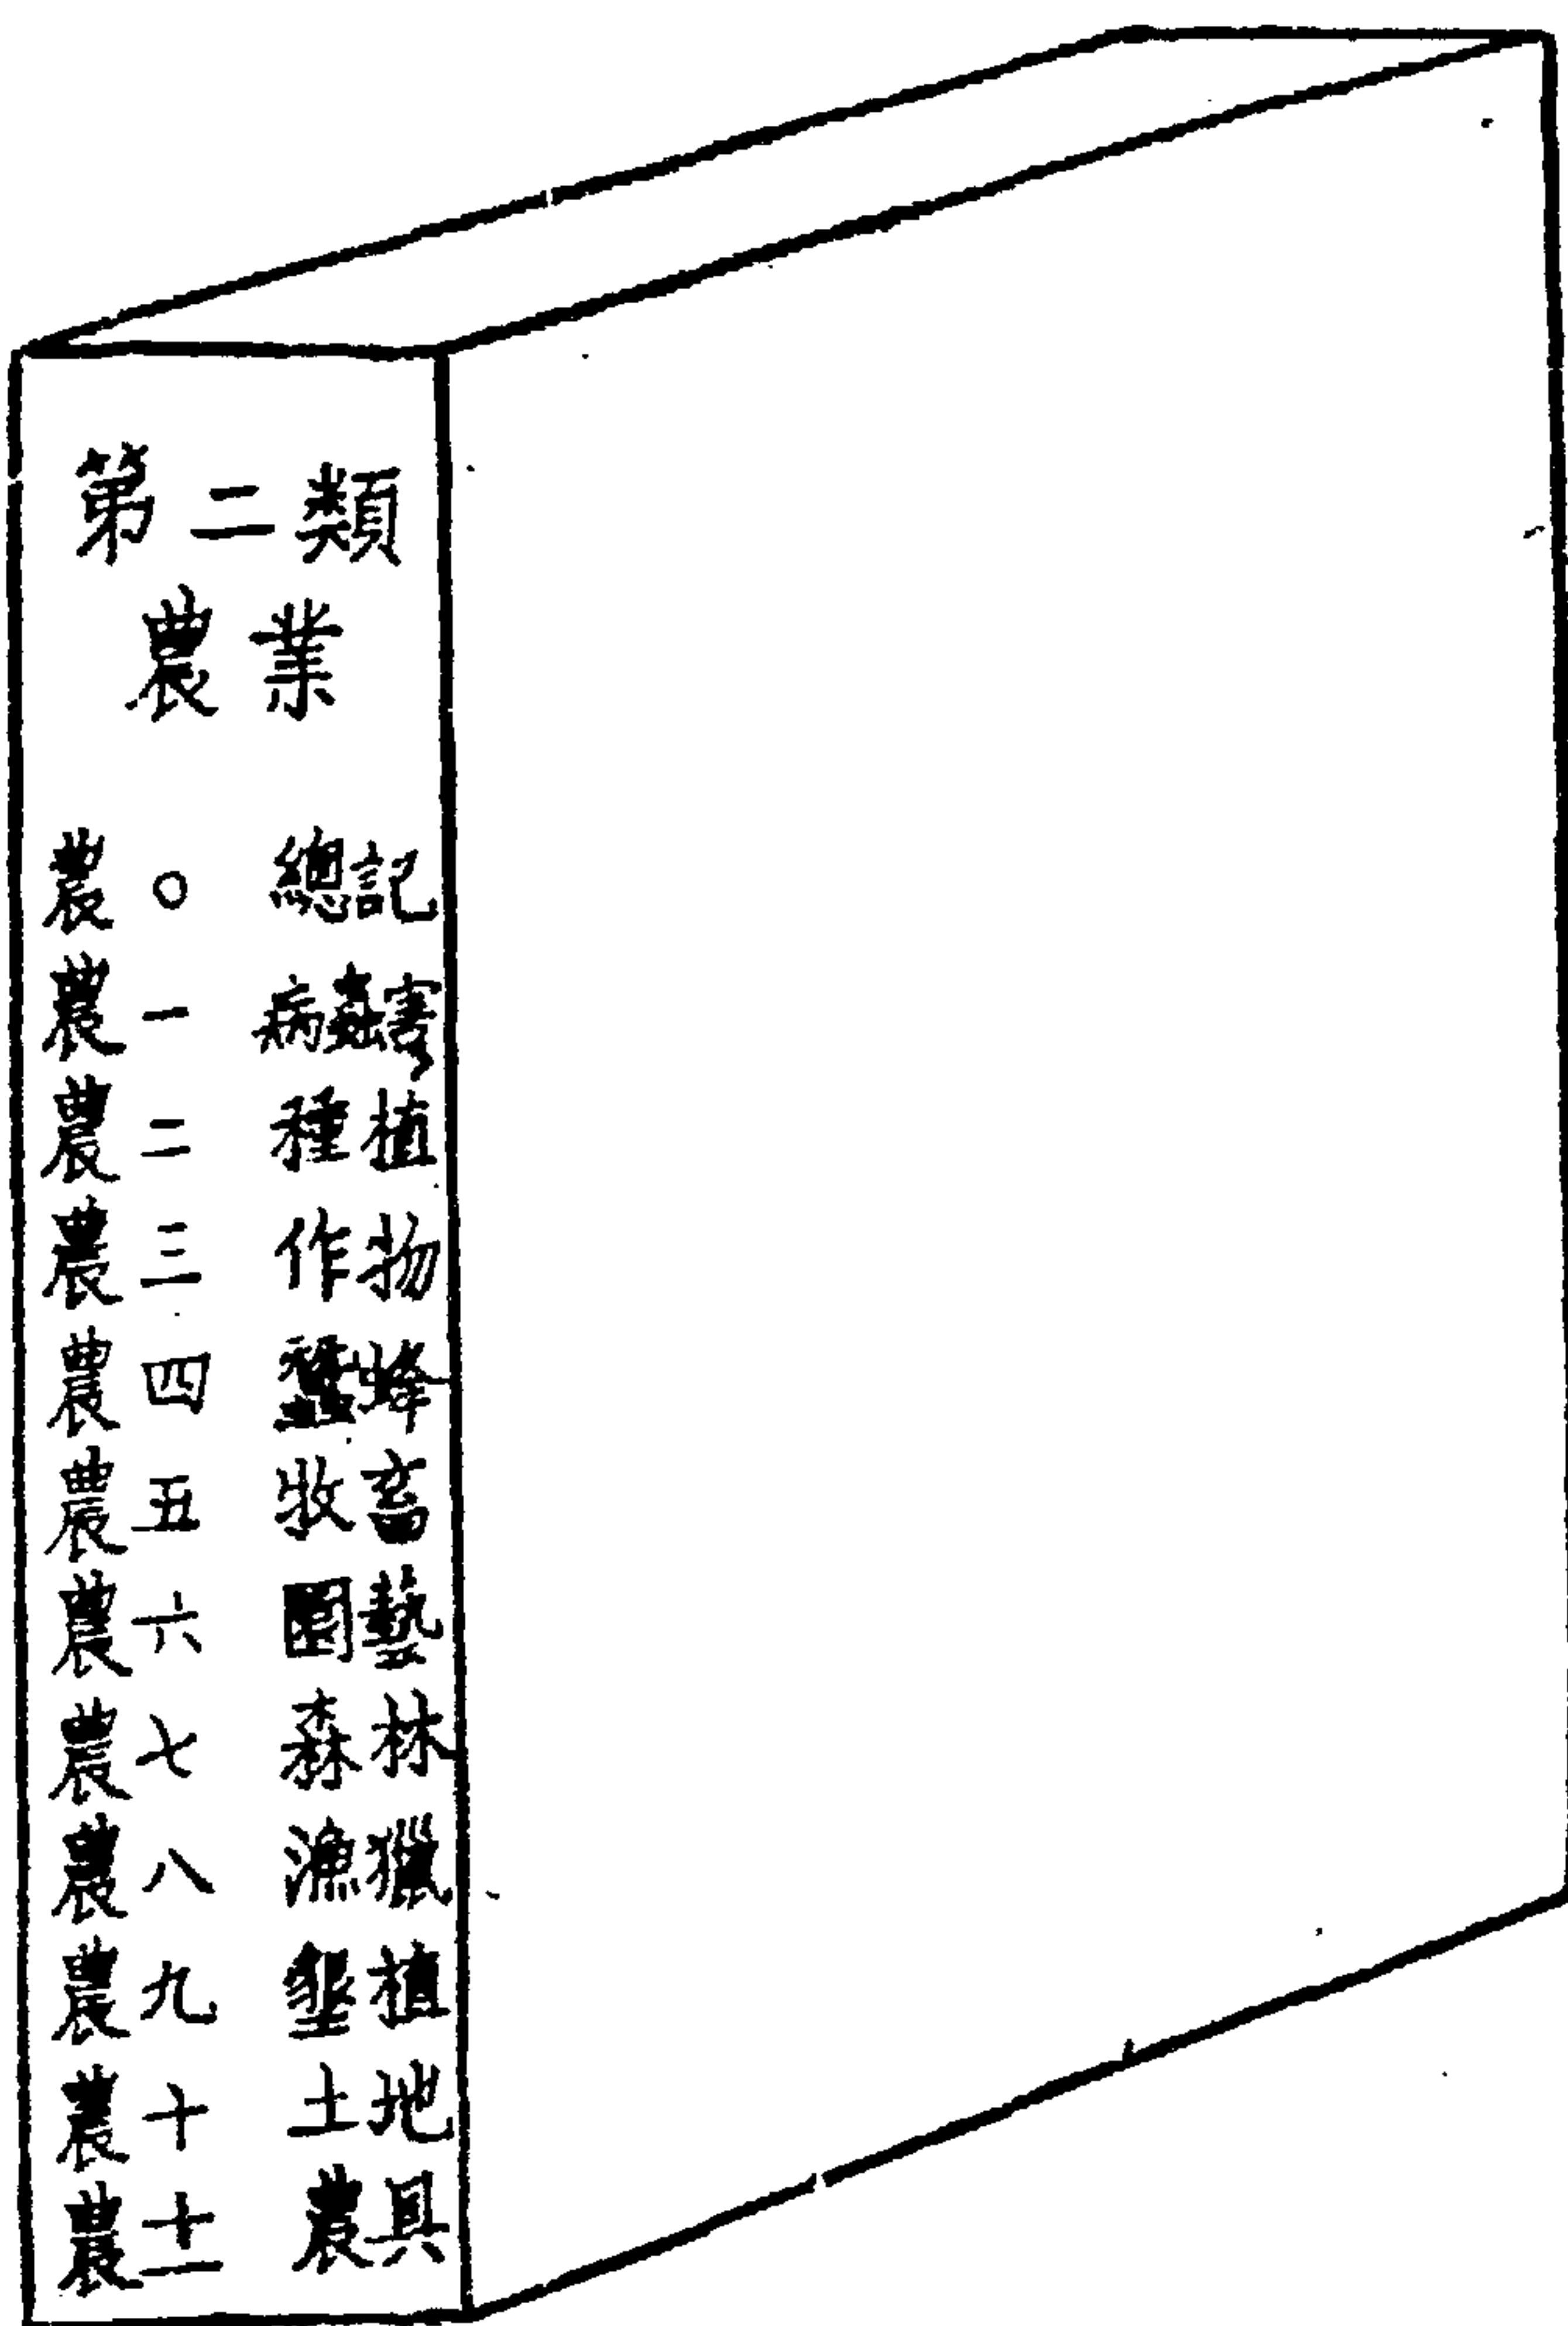 第二類
農業
農〇 總記
農一 病蟲害
農二 種植
農三 作物
農四 蠶蜂
農五 牧畜
農六 園藝
農七 森林
農八 漁獵
農九 墾植
農十 土地
農十一 農具